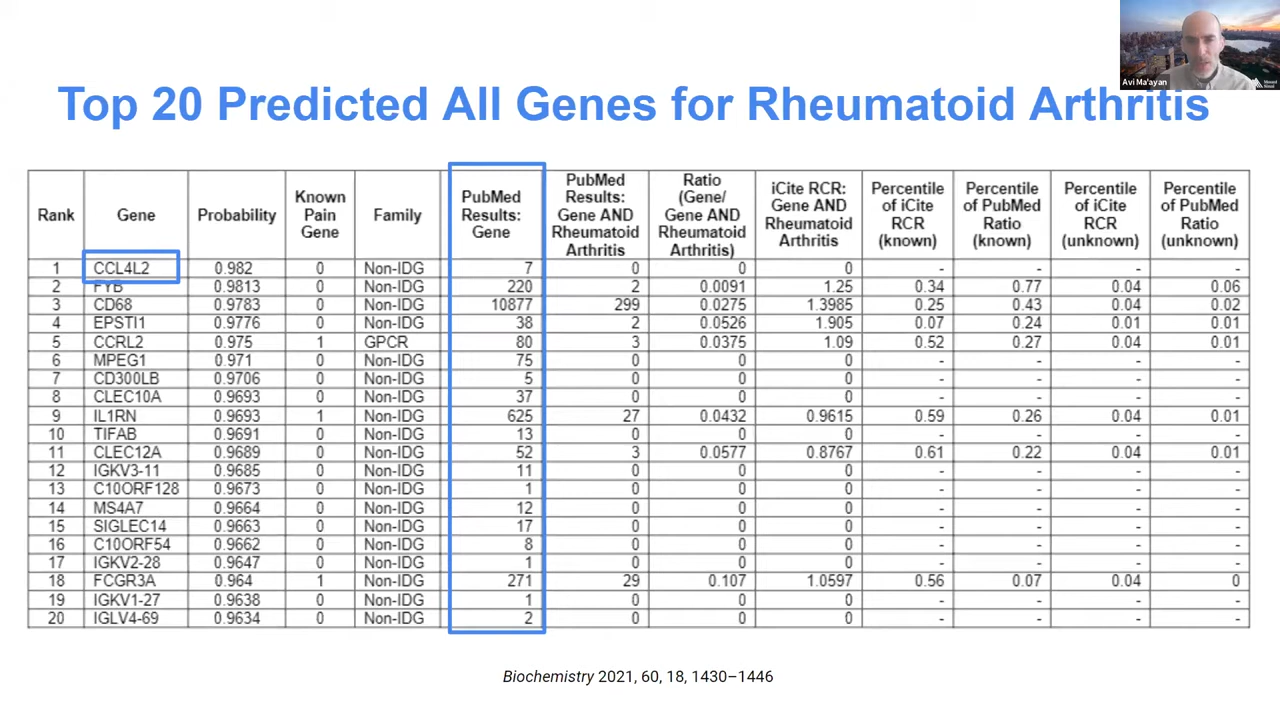 Avi Ma'ayan
Mount
Sinai
Top 20 Predicted All Genes for Rheumatoid Arthritis
Rank Gene Probability Known Pain Gene Family PubMed Results: Gene PubMed Results: Gene AND Rheumatoid Arthritis Ratio (Gene/ Gene AND Rheumatoid Arthritis) iCite RCR: Gene AND Rheumatoid Arthritis Percentile of iCite RCR (known) Percentile of PubMed Ratio (known) Percentile of iCite RCR (unknown) Percentile of PubMed Ratio (unknown)
1 CCL4L2 0.982 0 Non-IDG 7 0 0 0 - - - -
2 FYB 0.9813 0 Non-IDG 220 2 0.0091 1.25 0.34 0.77 0.04 0.06
3 CD68 0.9783 0 Non-IDG 10877 299 0.0275 1.3985 0.25 0.43 0.04 0.02
4 EPSTI1 0.9776 0 Non-IDG 38 2 0.0526 1.905 0.07 0.24 0.01 0.01
5 CCRL2 0.975 1 GPCR 80 3 0.0375 1.09 0.52 0.27 0.04 0.01
6 MPEG1 0.971 0 Non-IDG 75 0 0 0 - - - -
7 CD300LB 0.9706 0 Non-IDG 5 0 0 0 - - - -
8 CLEC10A 0.9693 0 Non-IDG 37 0 0 0 - - - -
9 IL1RN 0.9693 1 Non-IDG 625 27 0.0432 0.9615 0.59 0.26 0.04 0.01
10 TIFAB 0.9691 0 Non-IDG 13 0 0 0 - - - -
11 CLEC12A 0.9689 0 Non-IDG 52 3 0.0577 0.8767 0.61 0.22 0.04 0.01
12 IGKV3-11 0.9685 0 Non-IDG 11 0 0 0 - - - -
13 C10ORF128 0.9673 0 Non-IDG 1 0 0 0 - - - -
14 MS4A7 0.9664 0 Non-IDG 12 0 0 0 - - - -
15 SIGLEC14 0.9663 0 Non-IDG 17 0 0 0 - - - -
16 C10ORF54 0.9662 0 Non-IDG 8 0 0 0 - - - -
17 IGKV2-28 0.9647 0 Non-IDG 1 0 0 0 - - - -
18 FCGR3A 0.964 1 Non-IDG 271 29 0.107 1.0597 0.56 0.07 0.04 0
19 IGKV1-27 0.9638 0 Non-IDG 1 0 0 0 - - - -
20 IGLV4-69 0.9634 0 Non-IDG 2 0 0 0 - - - -
Biochemistry 2021, 60, 18, 1430–1446